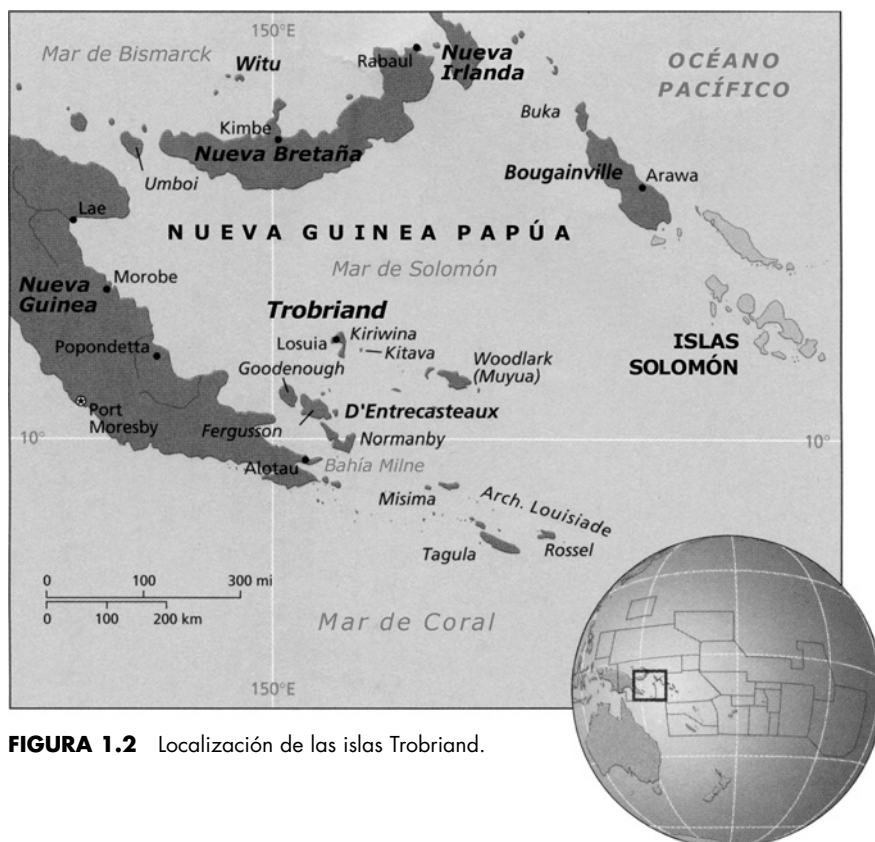 150°E
Mar de Bismarck
Witu
Rabaul
Nueva
Irlanda
OCÉANO
PACÍFICO
Buka
Kimbe
Nueva Bretaña
Umboi
Bougainville
Arawa
Lae
NUEVA GUINEA PAPÚA
Mar de Solomón
Nueva
Guinea
Morobe
Trobriand
Popondetta
Losuia
Kiriwina
Kitava
Goodenough
Woodlark
(Muyua)
ISLAS
SOLOMÓN
Port
Moresby
D'Entrecasteaux
Fergusson
Normanby
10°
10°
Alotau
Bahía Milne
Misima
Arch. Louisiade
Tagula
Rossel
0 100 300 mi
0 100 200 km
Mar de Coral
150°E
FIGURA 1.2 Localización de las islas Trobriand.